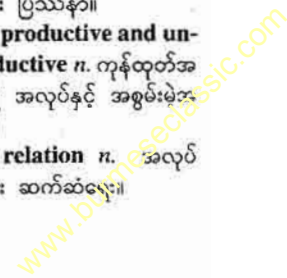 ပြဿနာ။
productive and un-
ductive n. ကုန်ထုတ်အ
အလုပ်နှင့် အစွမ်းမဲ့အ
relation n. အလုပ်
ဆက်ဆံရေး။
www.burmeseclassic.com